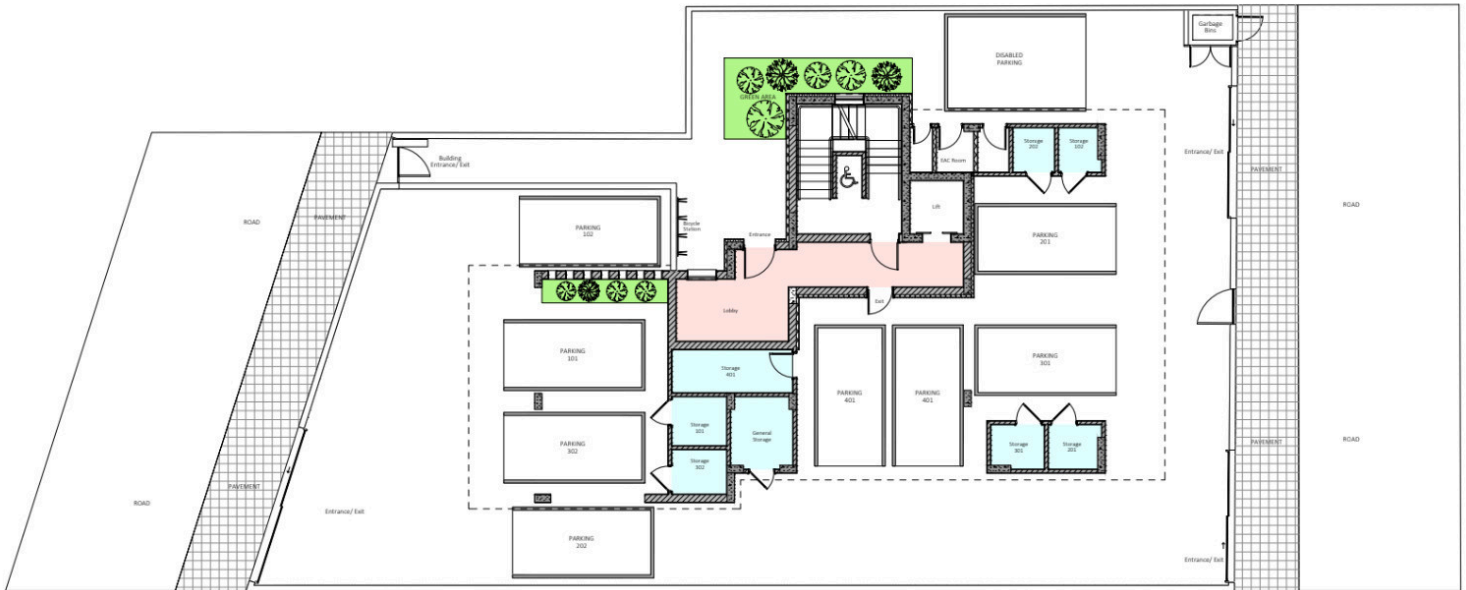 Garbage
Bins
DISABLED
PARKING
GREEN AREA
Storage
202
Storage
102
EAC Room
Building
Entrance/ Exit
Entrance/ Exit
PAVEMENT
ROAD
ROAD
PAVEMENT
Lift
PARKING
102
Bicycle
Station
Entrance
PARKING
201
Lobby
Exit
PARKING
101
Storage
401
PARKING
401
PARKING
401
PARKING
301
PARKING
302
Storage
101
General
Storage
Storage
301
Storage
201
PAVEMENT
ROAD
Storage
302
PAVEMENT
ROAD
Entrance/ Exit
PARKING
202
Entrance/ Exit